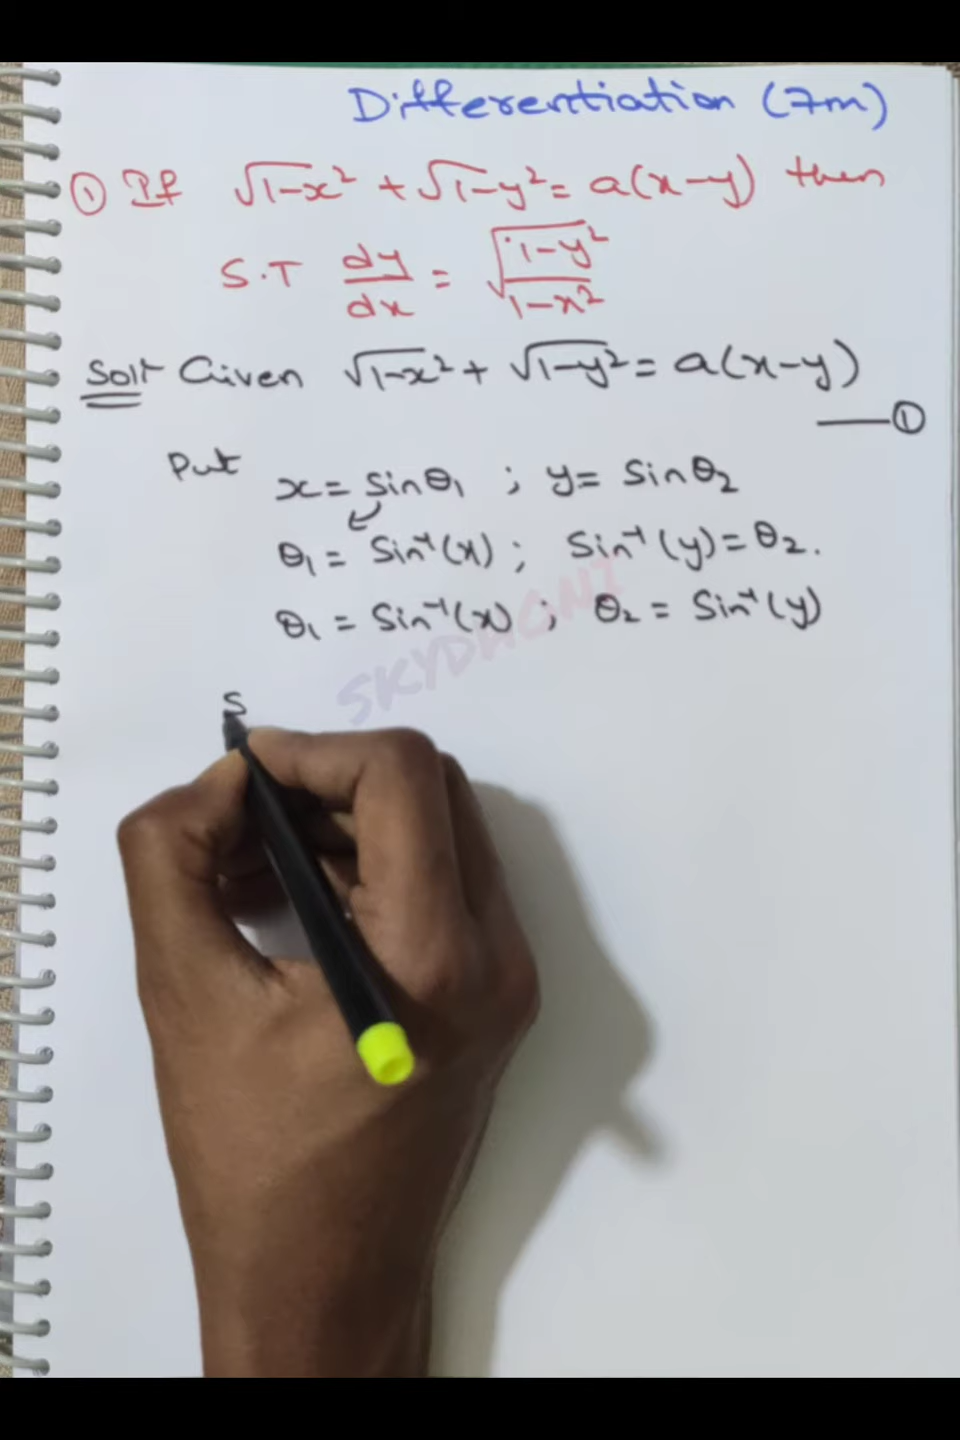 Differentiation (7m)
① If √1-x² + √1-y² = a(x-y) then
S.T dy/dx = √1-y²/1-x²
Sol: Given √1-x² + √1-y² = a(x-y)
—①
Put x = sinθ₁ ; y = sinθ₂
θ₁ = Sin⁻¹(x) ; Sin⁻¹(y) = θ₂.
θ₁ = Sin⁻¹(x) ; θ₂ = Sin⁻¹(y)
SKYDHONI
S